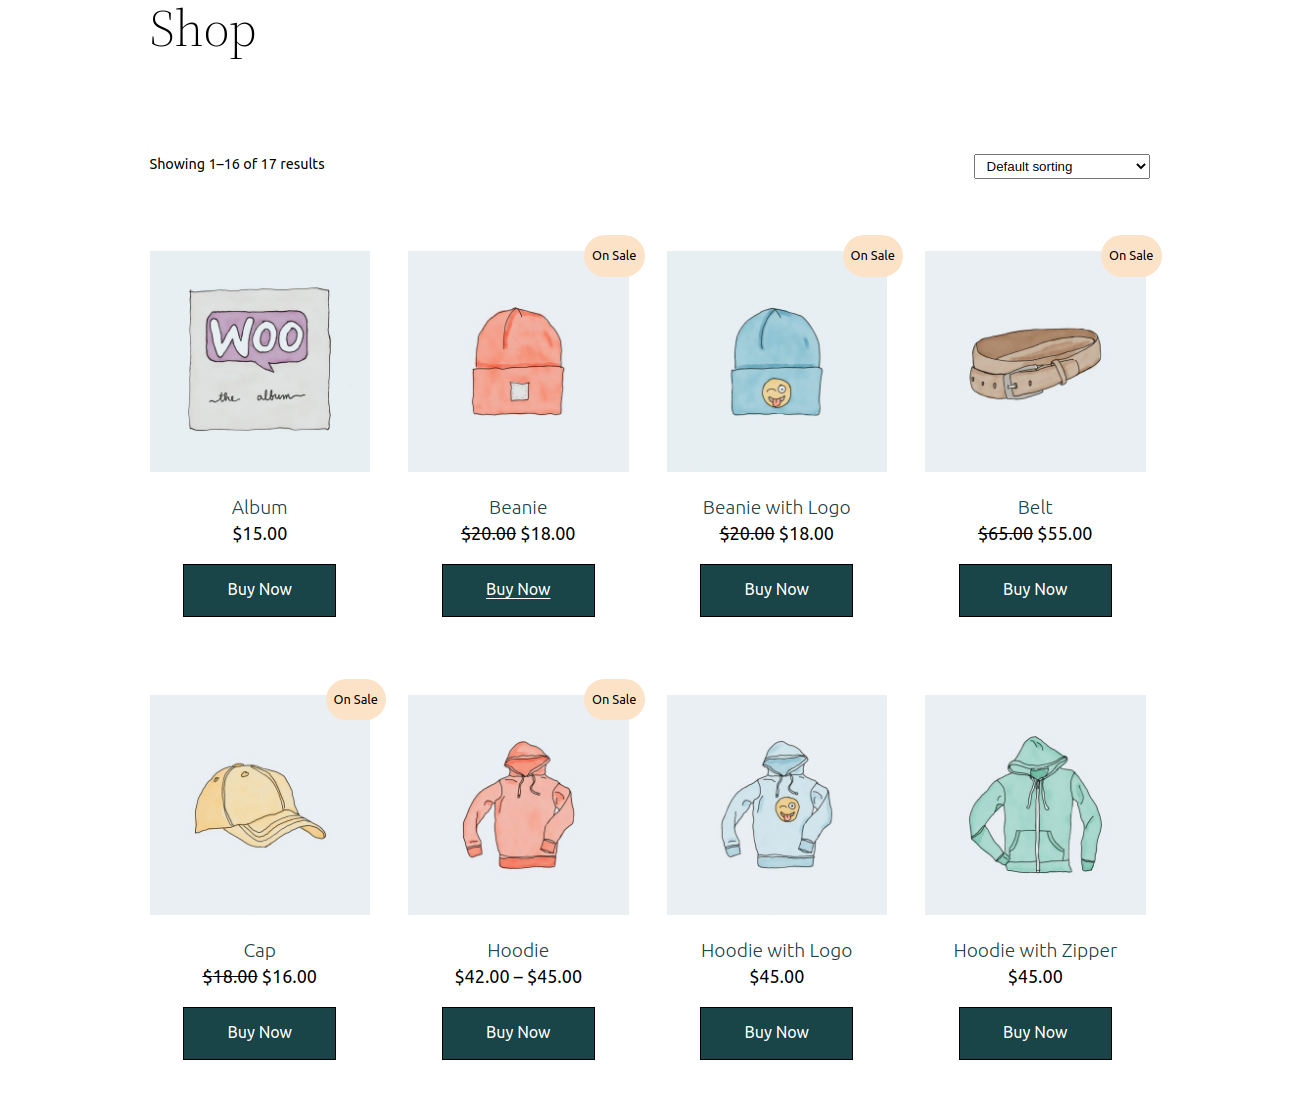 Shop
Showing 1–16 of 17 results
Default sorting
On Sale
On Sale
On Sale
WOO
the album
Album
Beanie
Beanie with Logo
Belt
$15.00
$20.00 $18.00
$20.00 $18.00
$65.00 $55.00
Buy Now
Buy Now
Buy Now
Buy Now
On Sale
On Sale
Cap
Hoodie
Hoodie with Logo
Hoodie with Zipper
$18.00 $16.00
$42.00 – $45.00
$45.00
$45.00
Buy Now
Buy Now
Buy Now
Buy Now